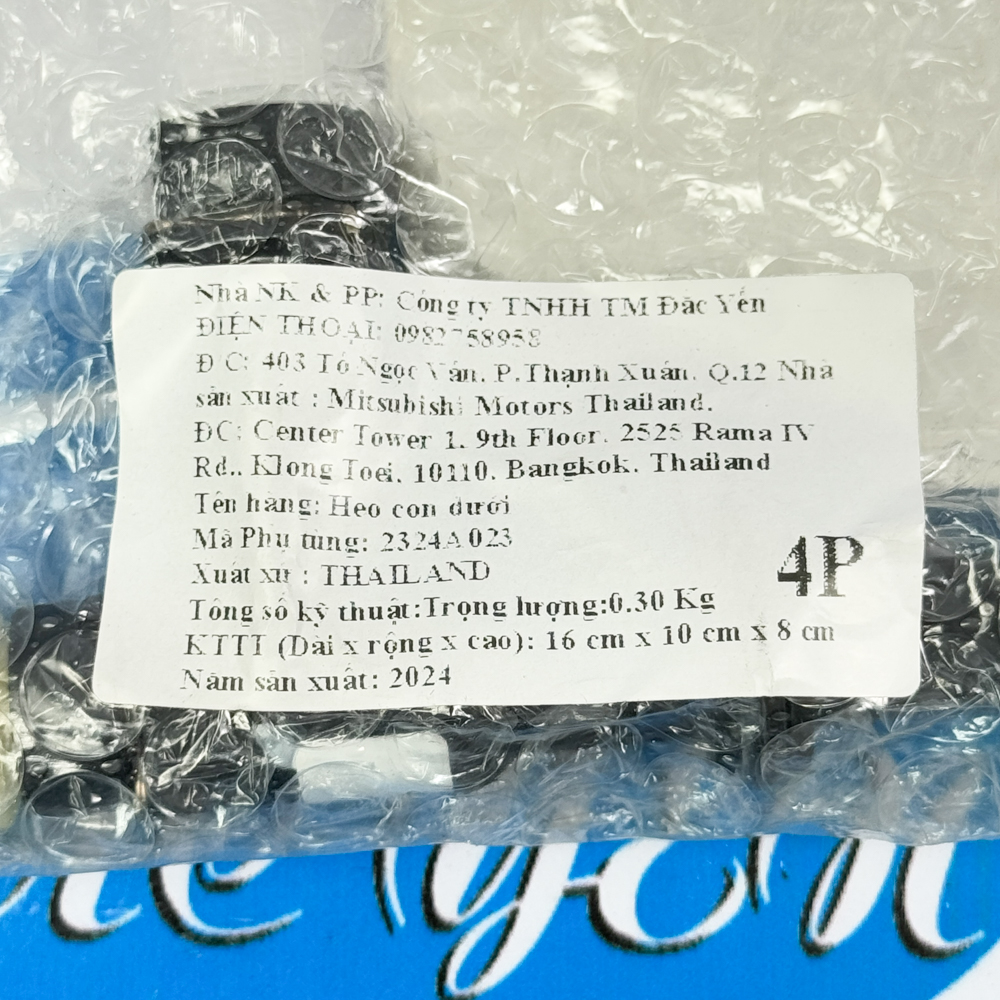 Nhà NK & PP: Công ty TNHH TM Đăc Yến
ĐIỆN THOẠI:
Đ C: 403 Tô Ngọc Vân. P.Thạnh Xuân. Q.12 Nhà
sản xuất : Mitsubishi Motors Thailand.
ĐC: Center Tower 1. 9th Floor. 2525 Rama IV
Rd.. Klong Toei. 10110. Bangkok. Thailand
Tên hàng: Heo con dưới
Mã Phụ tùng: 2324A023
Xuất xứ : THAILAND
4P
Tông số kỹ thuật:Trọng lượng:0.30 Kg
KTTT (Dài x rộng x cao): 16 cm x 10 cm x 8 cm
Năm sản xuất: 2024